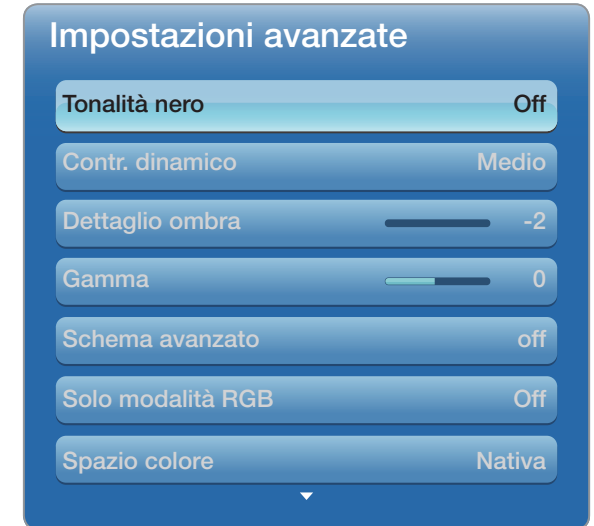 Impostazioni avanzate
Tonalità nero Off
Contr. dinamico Medio
Dettaglio ombra -2
Gamma 0
Schema avanzato off
Solo modalità RGB Off
Spazio colore Nativa